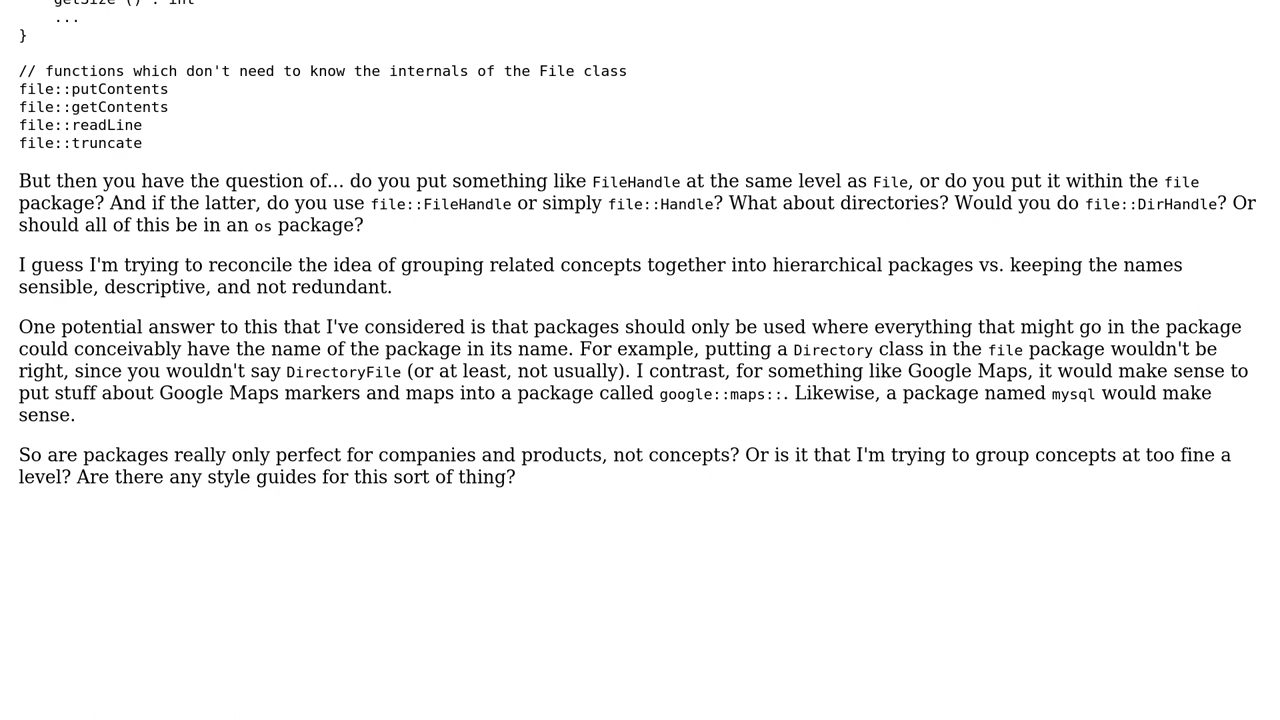 getSize () : int
...
}
// functions which don't need to know the internals of the File class
file::putContents
file::getContents
file::readLine
file::truncate
But then you have the question of... do you put something like FileHandle at the same level as File, or do you put it within the file
package? And if the latter, do you use file::FileHandle or simply file::Handle? What about directories? Would you do file::DirHandle? Or
should all of this be in an os package?
I guess I'm trying to reconcile the idea of grouping related concepts together into hierarchical packages vs. keeping the names
sensible, descriptive, and not redundant.
One potential answer to this that I've considered is that packages should only be used where everything that might go in the package
could conceivably have the name of the package in its name. For example, putting a Directory class in the file package wouldn't be
right, since you wouldn't say DirectoryFile (or at least, not usually). I contrast, for something like Google Maps, it would make sense to
put stuff about Google Maps markers and maps into a package called google::maps::. Likewise, a package named mysql would make
sense.
So are packages really only perfect for companies and products, not concepts? Or is it that I'm trying to group concepts at too fine a
level? Are there any style guides for this sort of thing?